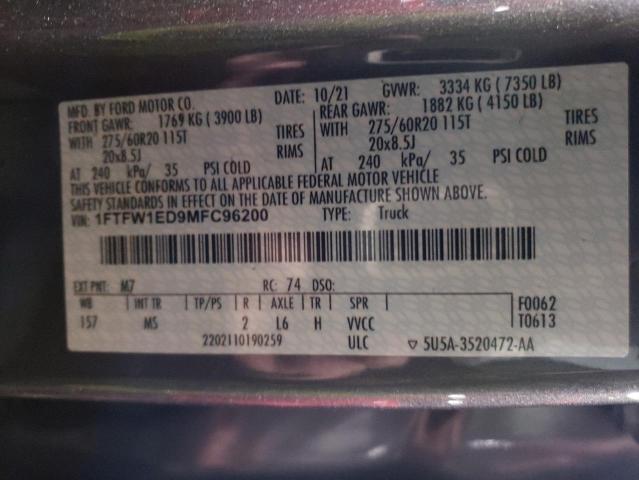 MFD. BY FORD MOTOR CO. DATE: 10/21 GVWR: 3334 KG ( 7350 LB)
FRONT GAWR: 1769 KG ( 3900 LB) REAR GAWR: 1882 KG ( 4150 LB)
WITH 275/60R20 115T TIRES WITH 275/60R20 115T TIRES
20x8.5J RIMS 20x8.5J RIMS
AT 240 kPa/ 35 PSI COLD AT 240 kPa/ 35 PSI COLD
THIS VEHICLE CONFORMS TO ALL APPLICABLE FEDERAL MOTOR VEHICLE
SAFETY STANDARDS IN EFFECT ON THE DATE OF MANUFACTURE SHOWN ABOVE.
VIN: 1FTFW1ED9MFC96200 TYPE: Truck
EXT PNT: M7 RC: 74 DSO:
WB INT TR TP/PS R AXLE TR SPR F0062
157 MS 2 L6 H VVCC T0613
2202110190259 ULC ▽ 5U5A-3520472-AA